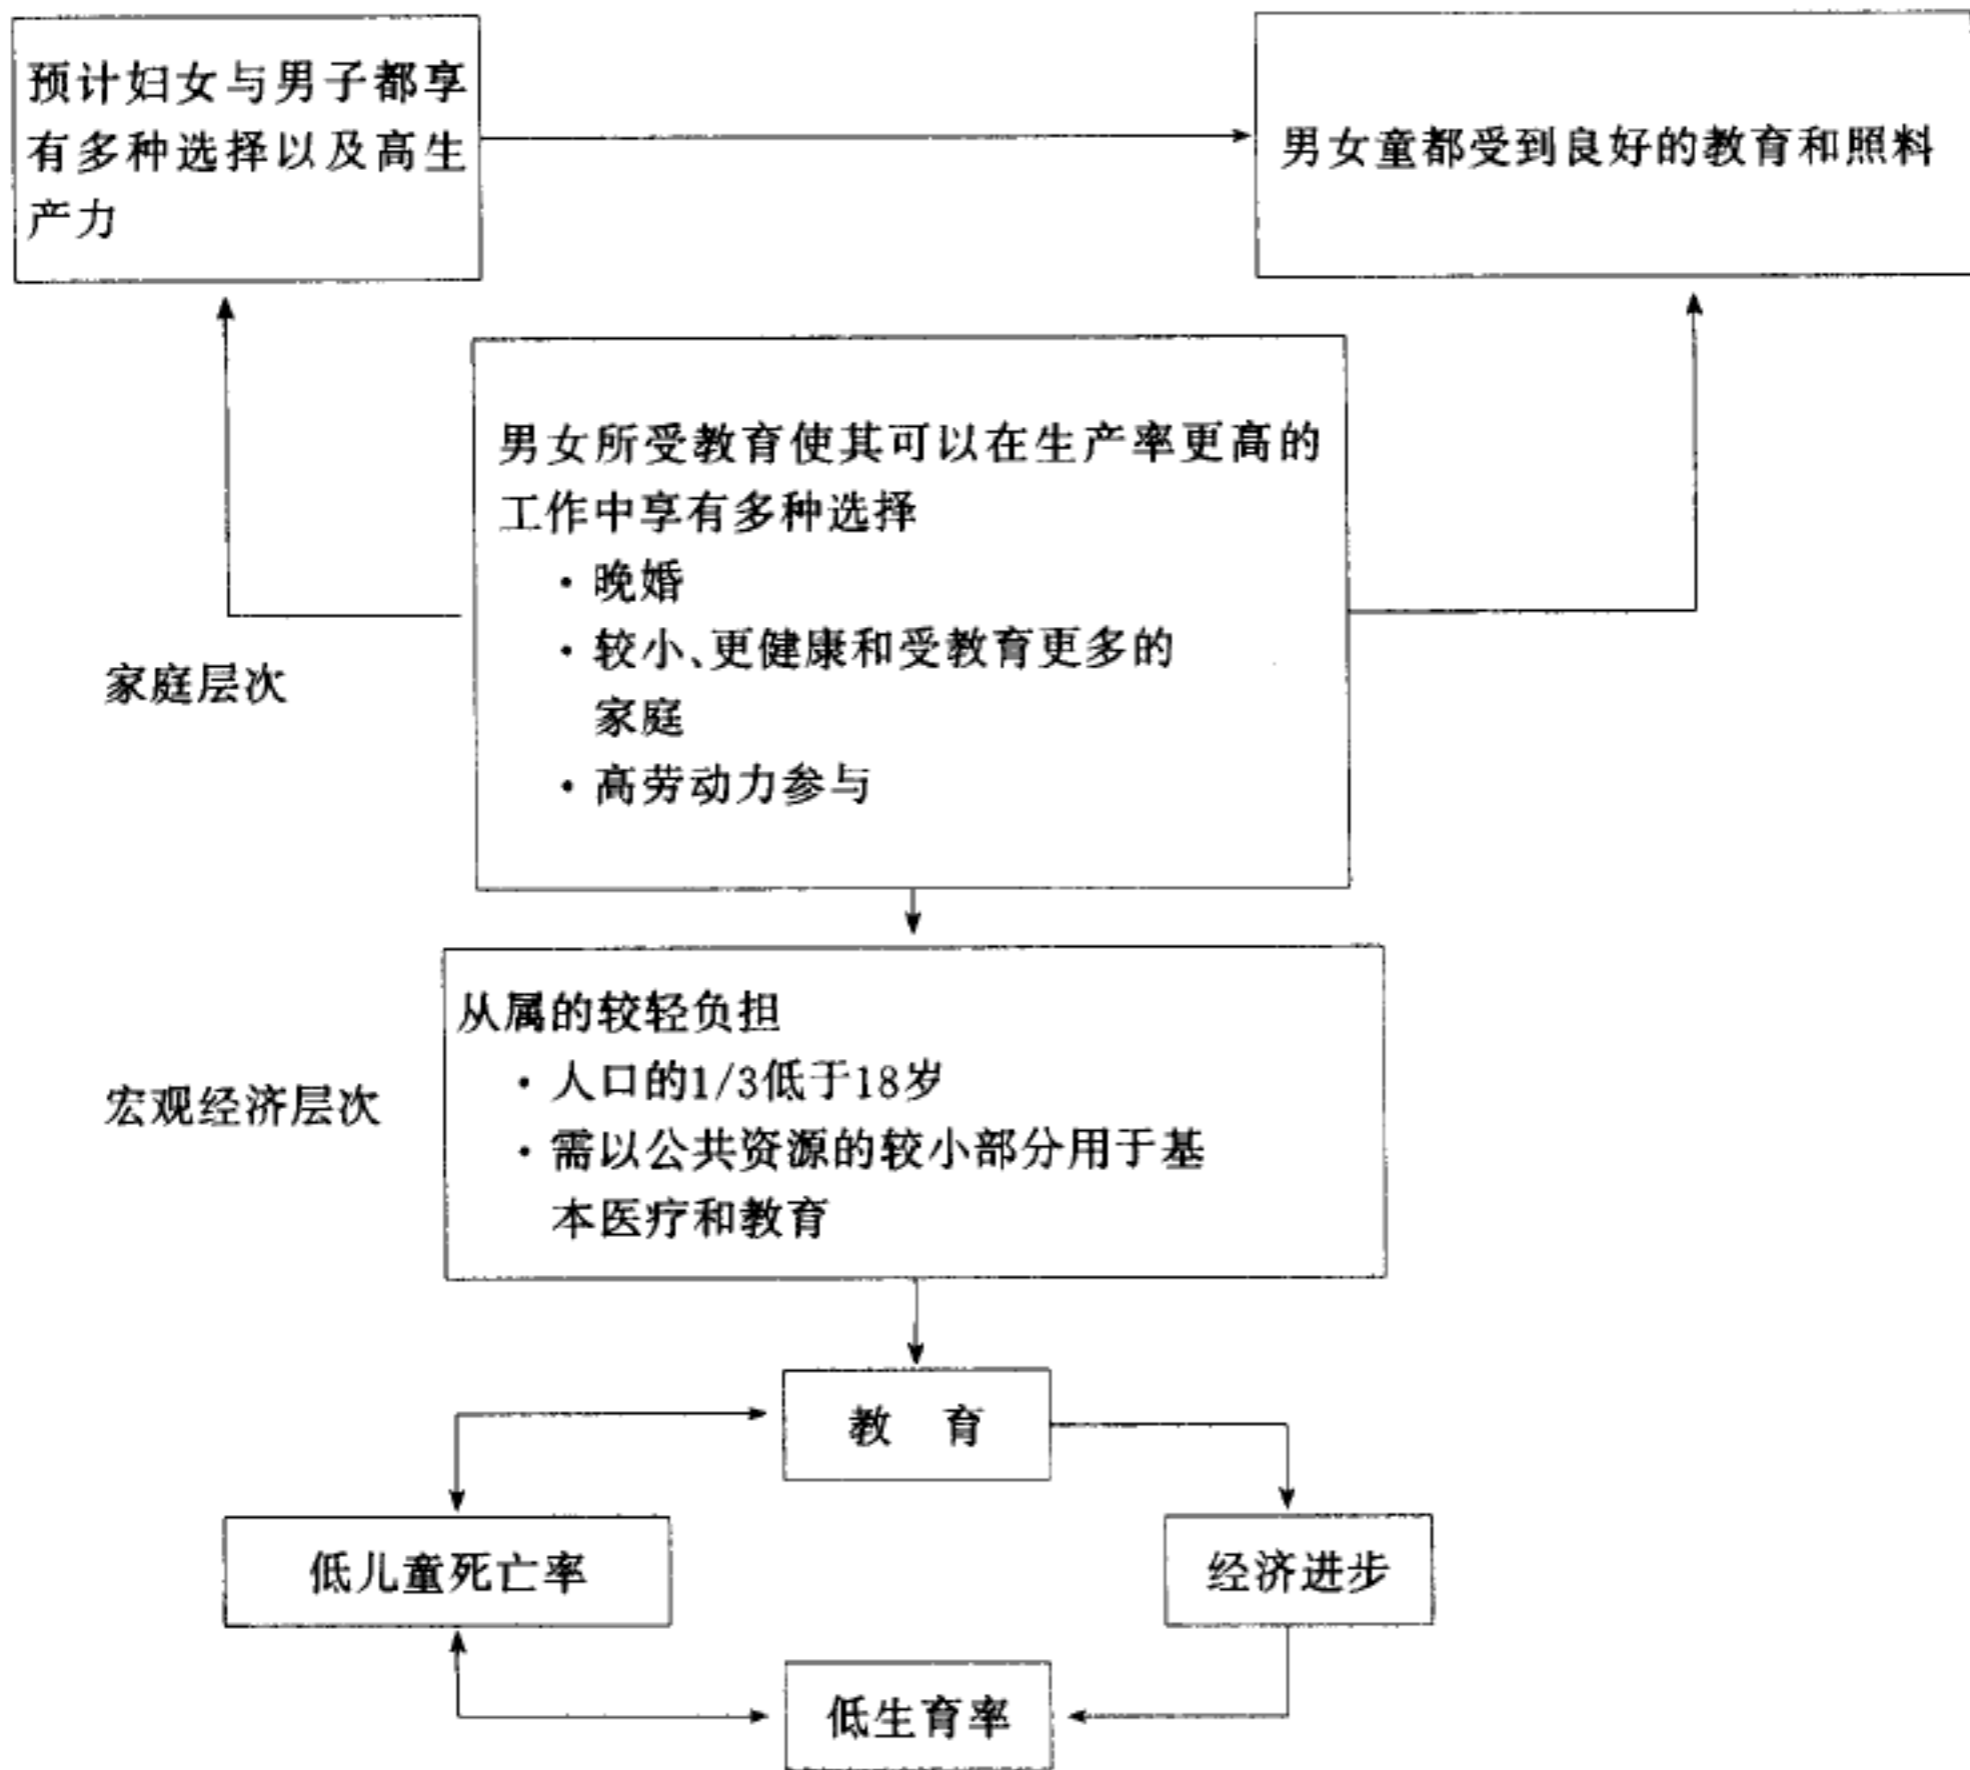 预计妇女与男子都享
有多种选择以及高生
产力
男女童都受到良好的教育和照料
男女所受教育使其可以在生产率更高的
工作中享有多种选择
·晚婚
·较小、更健康和受教育更多的
家庭
·高劳动力参与
家庭层次
从属的较轻负担
·人口的1/3低于18岁
·需以公共资源的较小部分用于基
本医疗和教育
宏观经济层次
教 育
低儿童死亡率
经济进步
低生育率